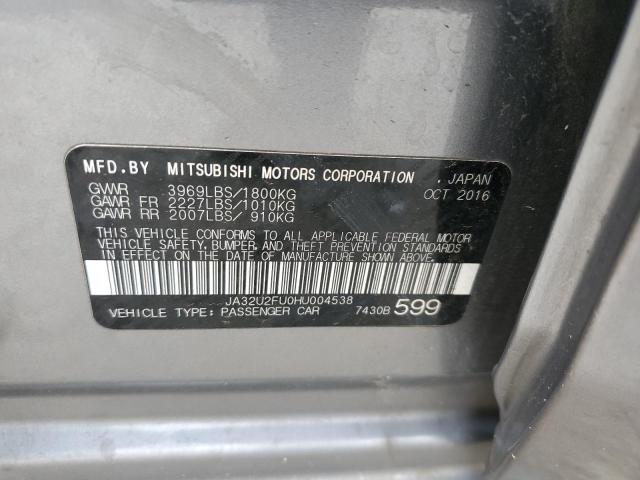 MFD.BY MITSUBISHI MOTORS CORPORATION . JAPAN
GVWR 3969LBS/1800KG OCT 2016
GAWR FR 2227LBS/1010KG
GAWR RR 2007LBS/ 910KG
THIS VEHICLE CONFORMS TO ALL APPLICABLE FEDERAL MOTOR
VEHICLE SAFETY, BUMPER, AND THEFT PREVENTION STANDARDS
IN EFFECT ON THE DATE OF MANUFACTURE SHOWN ABOVE.
JA32U2FU0HU004538
VEHICLE TYPE: PASSENGER CAR 7430B 599